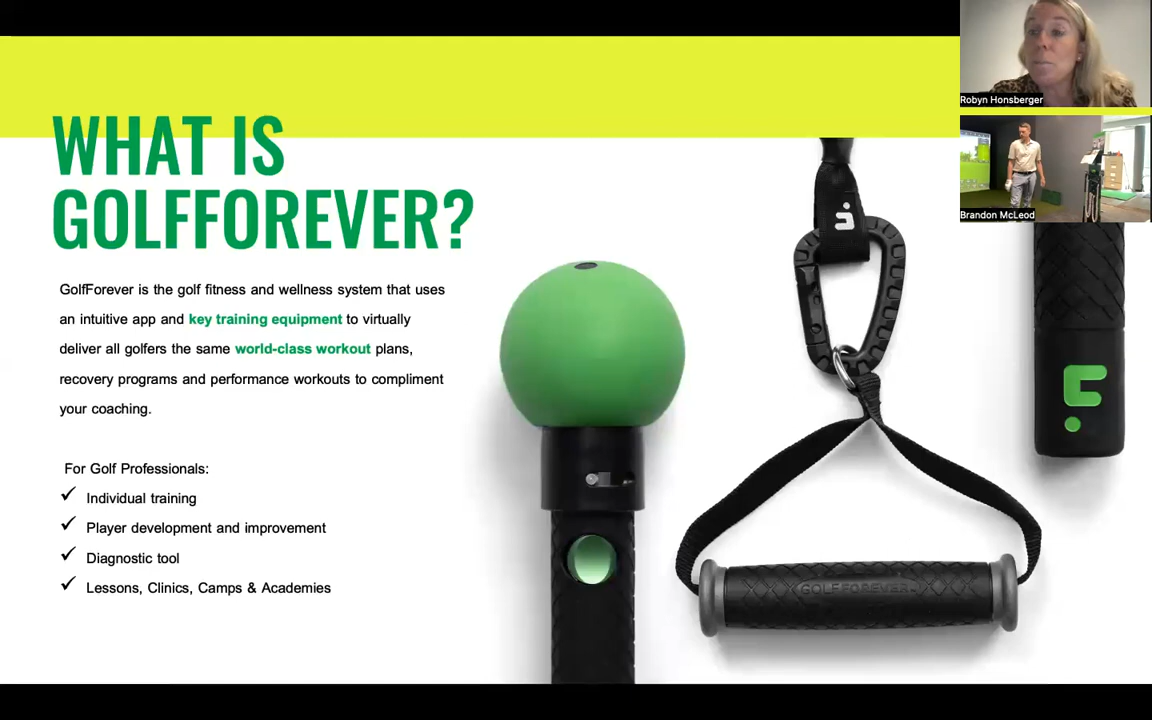 WHAT IS
GOLFFOREVER?
GolfForever is the golf fitness and wellness system that uses
an intuitive app and key training equipment to virtually
deliver all golfers the same world-class workout plans,
recovery programs and performance workouts to compliment
your coaching.
For Golf Professionals:
Individual training
Player development and improvement
Diagnostic tool
Lessons, Clinics, Camps & Academies
GOLFFOREVER
Robyn Honsberger
Brandon McLeod